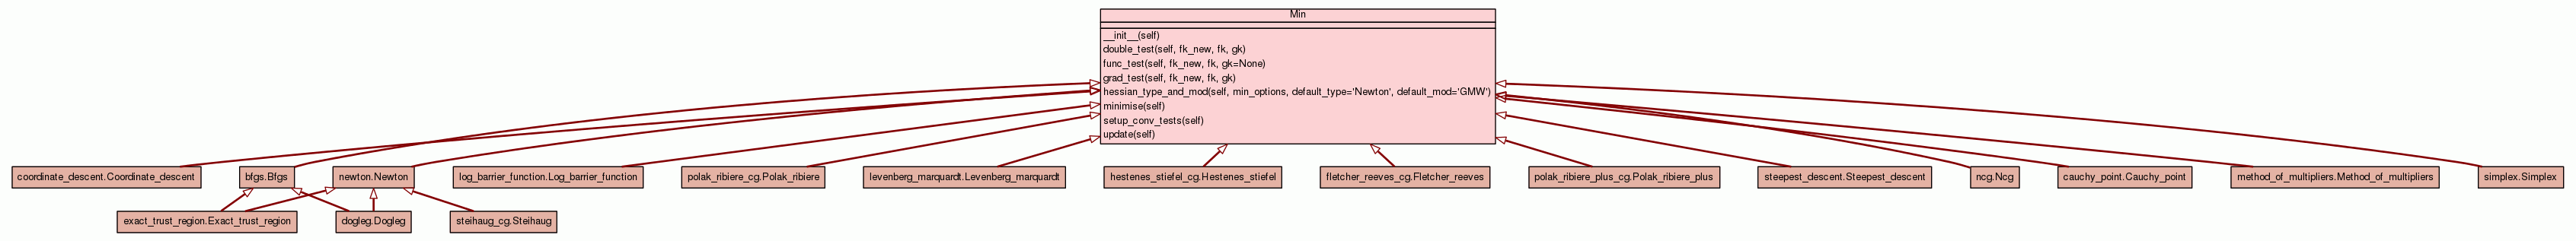 Min
__init__(self)
double_test(self, fk_new, fk, gk)
func_test(self, fk_new, fk, gk=None)
grad_test(self, fk_new, fk, gk)
hessian_type_and_mod(self, min_options, default_type='Newton', default_mod='GMW')
minimise(self)
setup_conv_tests(self)
update(self)
coordinate_descent.Coordinate_descent
bfgs.Bfgs
newton.Newton
log_barrier_function.Log_barrier_function
polak_ribiere_cg.Polak_ribiere
levenberg_marquardt.Levenberg_marquardt
hestenes_stiefel_cg.Hestenes_stiefel
fletcher_reeves_cg.Fletcher_reeves
polak_ribiere_plus_cg.Polak_ribiere_plus
steepest_descent.Steepest_descent
ncg.Ncg
cauchy_point.Cauchy_point
method_of_multipliers.Method_of_multipliers
simplex.Simplex
exact_trust_region.Exact_trust_region
dogleg.Dogleg
steihaug_cg.Steihaug